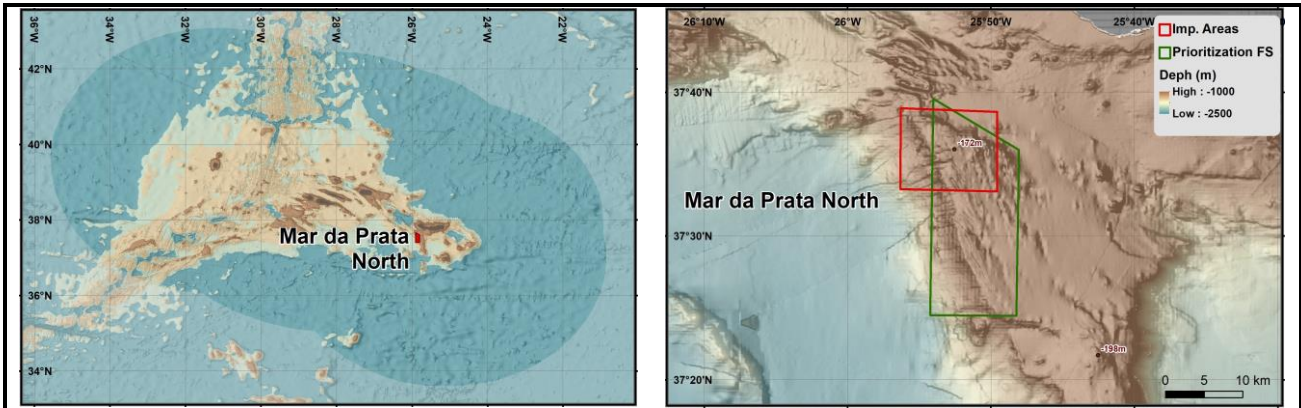 36°W
34°W
32°W
30°W
28°W
26°W
24°W
22°W
42°N
40°N
38°N
36°N
34°N
Mar da Prata
North
26°10'W
26°W
25°50'W
25°40'W
37°40'N
37°30'N
37°20'N
Imp. Areas
Prioritization FS
Deph (m)
High : -1000
Low : -2500
-172m
Mar da Prata North
-198m
0 5 10 km